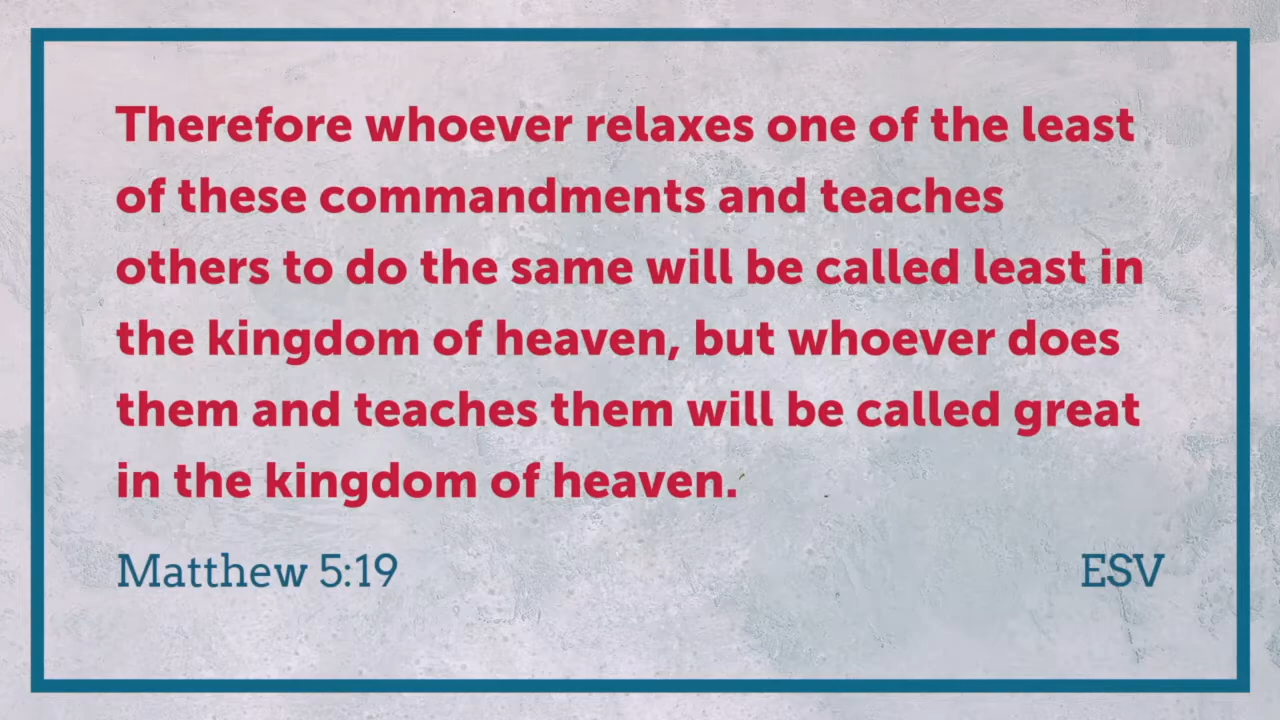 Therefore whoever relaxes one of the least
of these commandments and teaches
others to do the same will be called least in
the kingdom of heaven, but whoever does
them and teaches them will be called great
in the kingdom of heaven.
Matthew 5:19 ESV